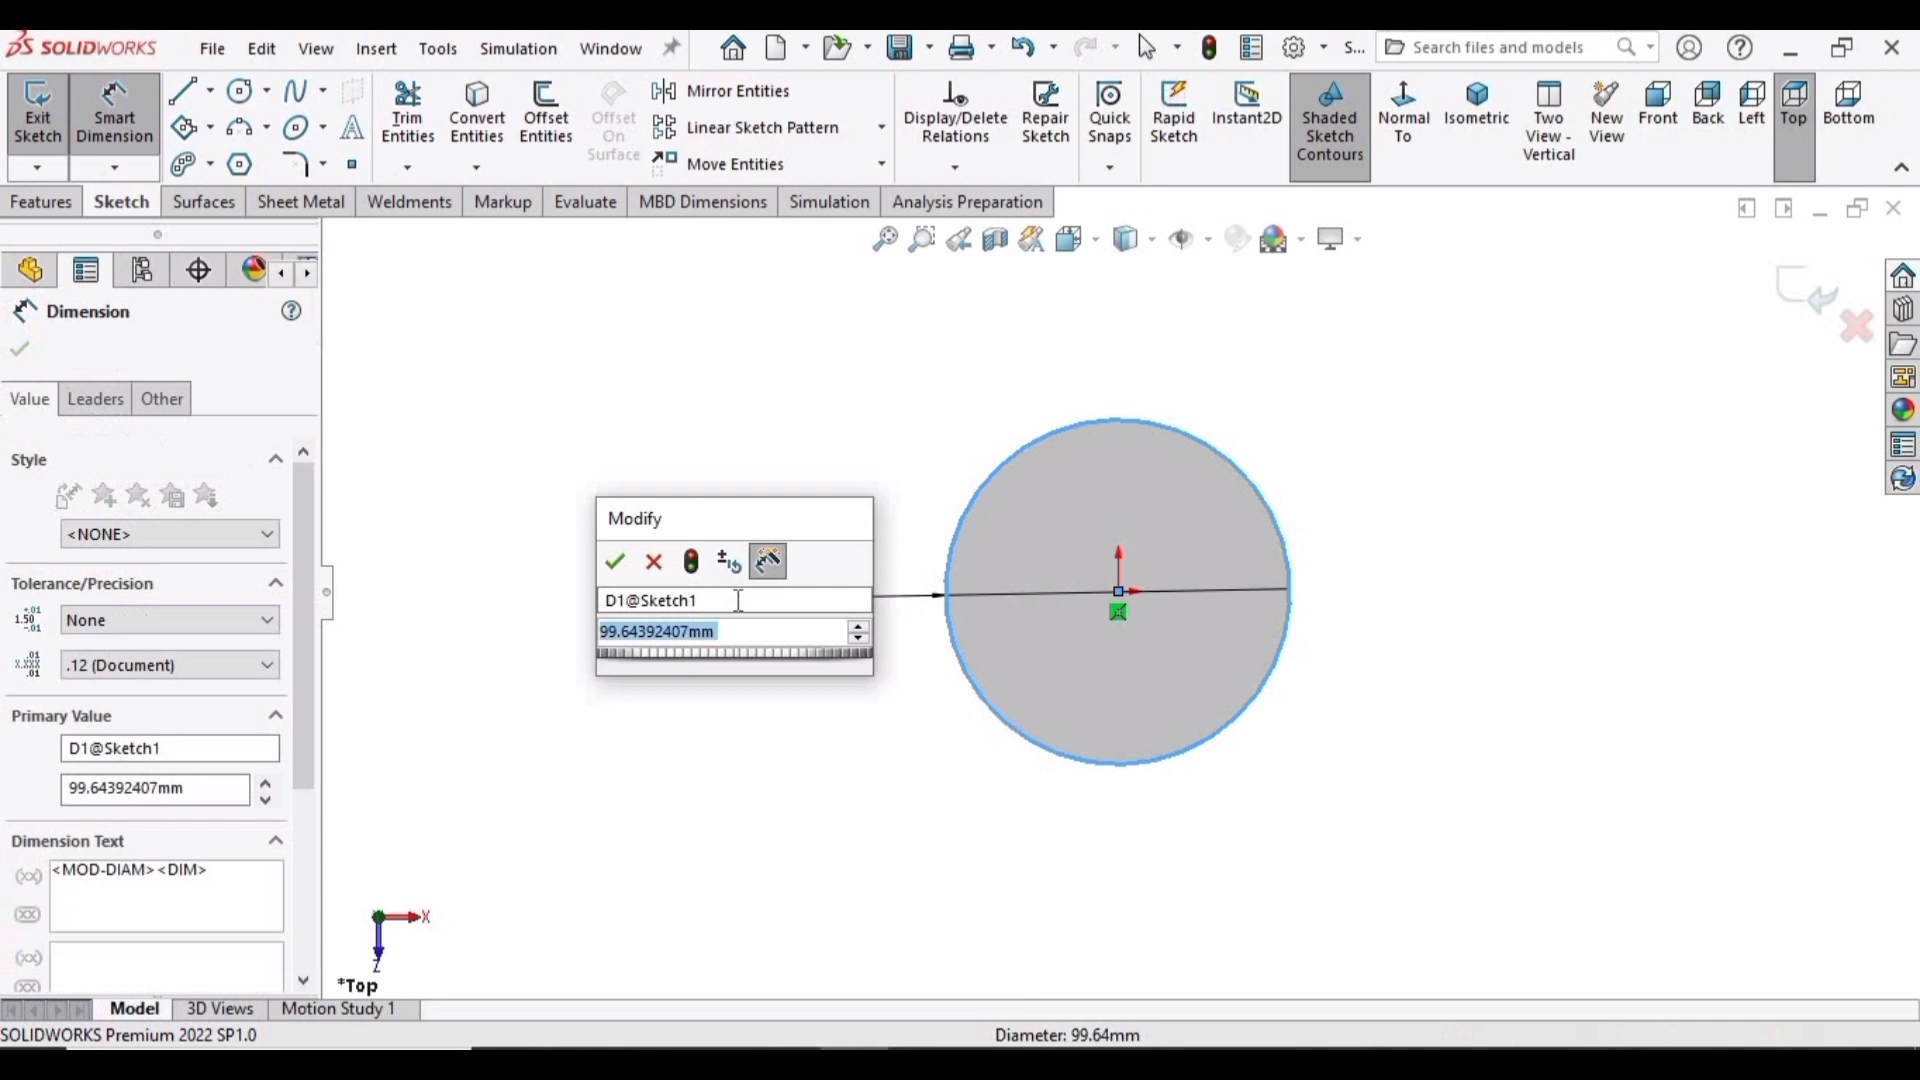 SOLIDWORKS File Edit View Insert Tools Simulation Window S... Search files and models
Exit Sketch
Smart Dimension
Trim Entities
Convert Entities
Offset Entities
Offset On Surface
Mirror Entities
Linear Sketch Pattern
Move Entities
Display/Delete Relations
Repair Sketch
Quick Snaps
Rapid Sketch
Instant2D
Shaded Sketch Contours
Normal To
Isometric
Two View - Vertical
New View
Front
Back
Left
Top
Bottom
Features Sketch Surfaces Sheet Metal Weldments Markup Evaluate MBD Dimensions Simulation Analysis Preparation
Dimension
Value Leaders Other
Style
<NONE>
Tolerance/Precision
None
.12 (Document)
Primary Value
D1@Sketch1
99.64392407mm
Dimension Text
<MOD-DIAM><DIM>
Modify
D1@Sketch1
99.64392407mm
X
Z
*Top
Model 3D Views Motion Study 1
SOLIDWORKS Premium 2022 SP1.0
Diameter: 99.64mm